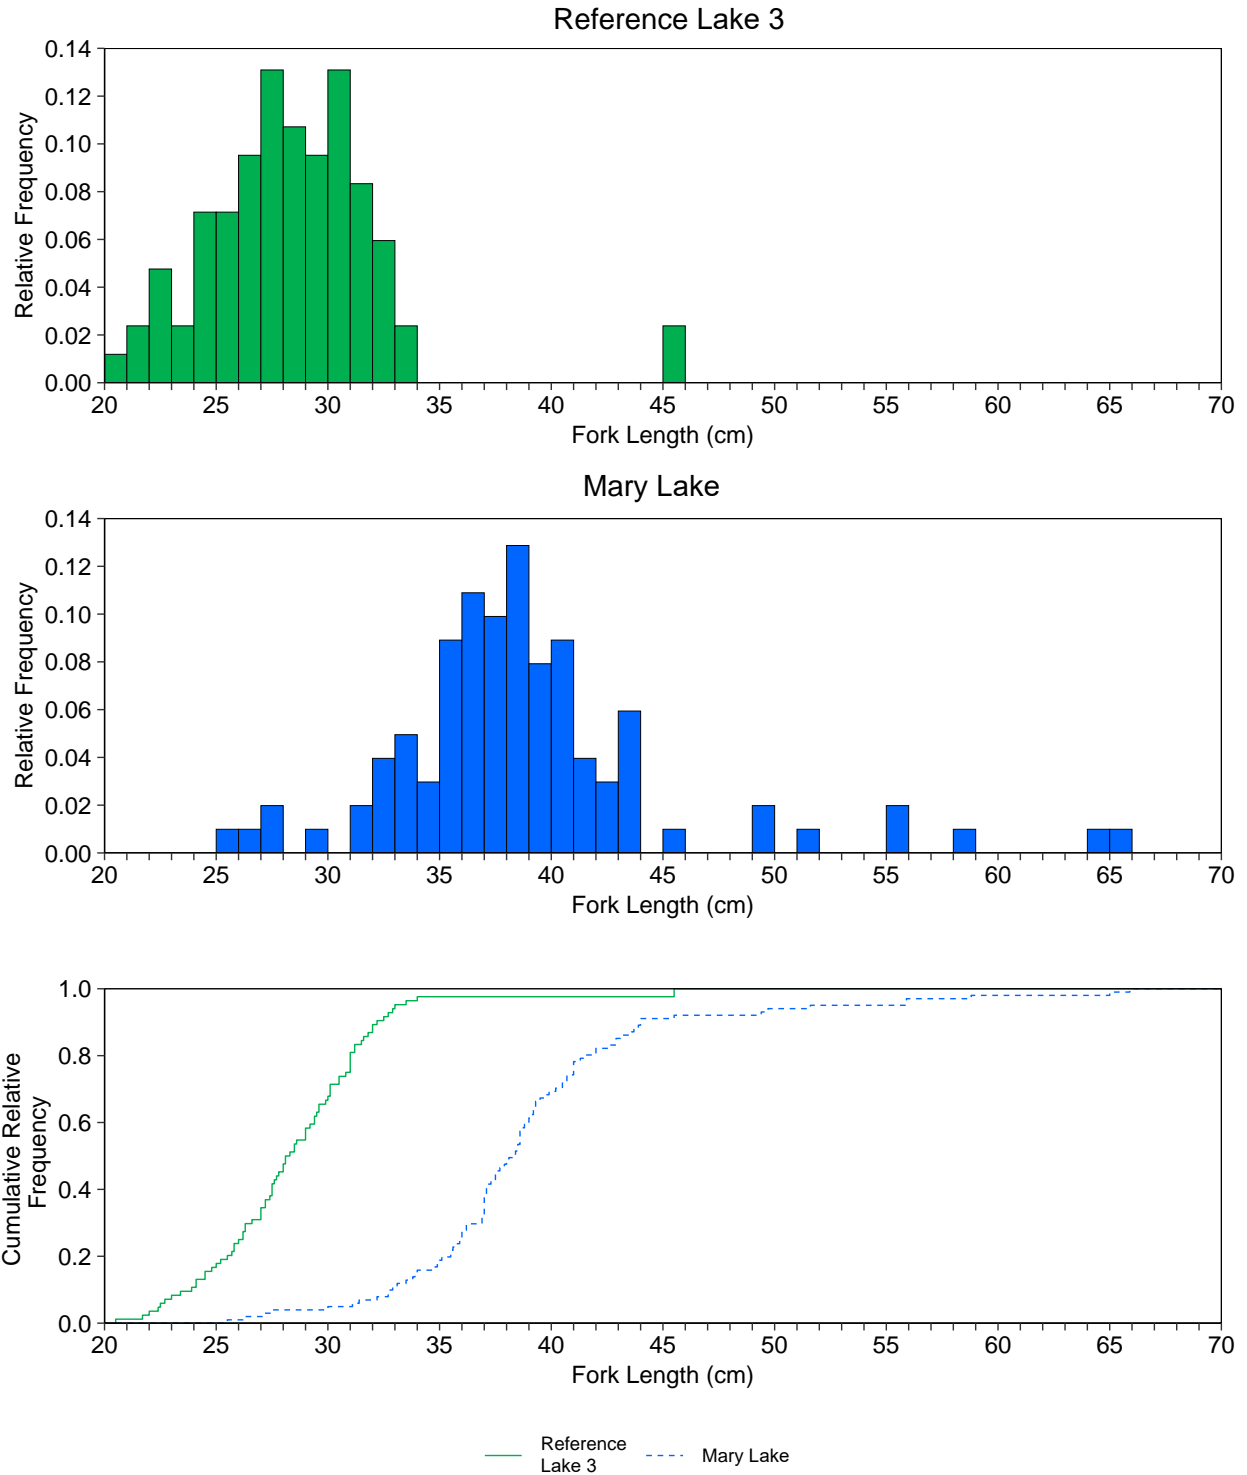 Reference Lake 3
0.14
0.12
0.10
0.08
0.06
0.04
0.02
0.00
Relative Frequency
20 25 30 35 40 45 50 55 60 65 70
Fork Length (cm)
Mary Lake
0.14
0.12
0.10
0.08
0.06
0.04
0.02
0.00
Relative Frequency
20 25 30 35 40 45 50 55 60 65 70
Fork Length (cm)
1.0
0.8
0.6
0.4
0.2
0.0
Cumulative Relative
Frequency
20 25 30 35 40 45 50 55 60 65 70
Fork Length (cm)
Reference
Lake 3
Mary Lake